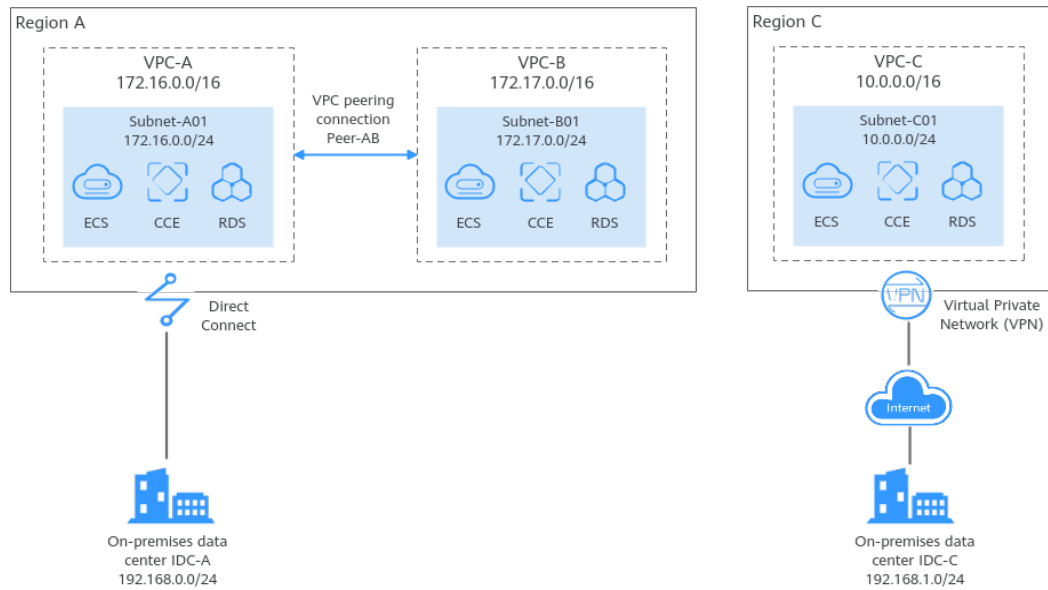 Region A
VPC-A
172.16.0.0/16
Subnet-A01
172.16.0.0/24
ECS
CCE
RDS
VPC peering
connection
Peer-AB
VPC-B
172.17.0.0/16
Subnet-B01
172.17.0.0/24
ECS
CCE
RDS
Direct
Connect
On-premises data
center IDC-A
192.168.0.0/24
Region C
VPC-C
10.0.0.0/16
Subnet-C01
10.0.0.0/24
ECS
CCE
RDS
VPN
Virtual Private
Network (VPN)
Internet
On-premises data
center IDC-C
192.168.1.0/24